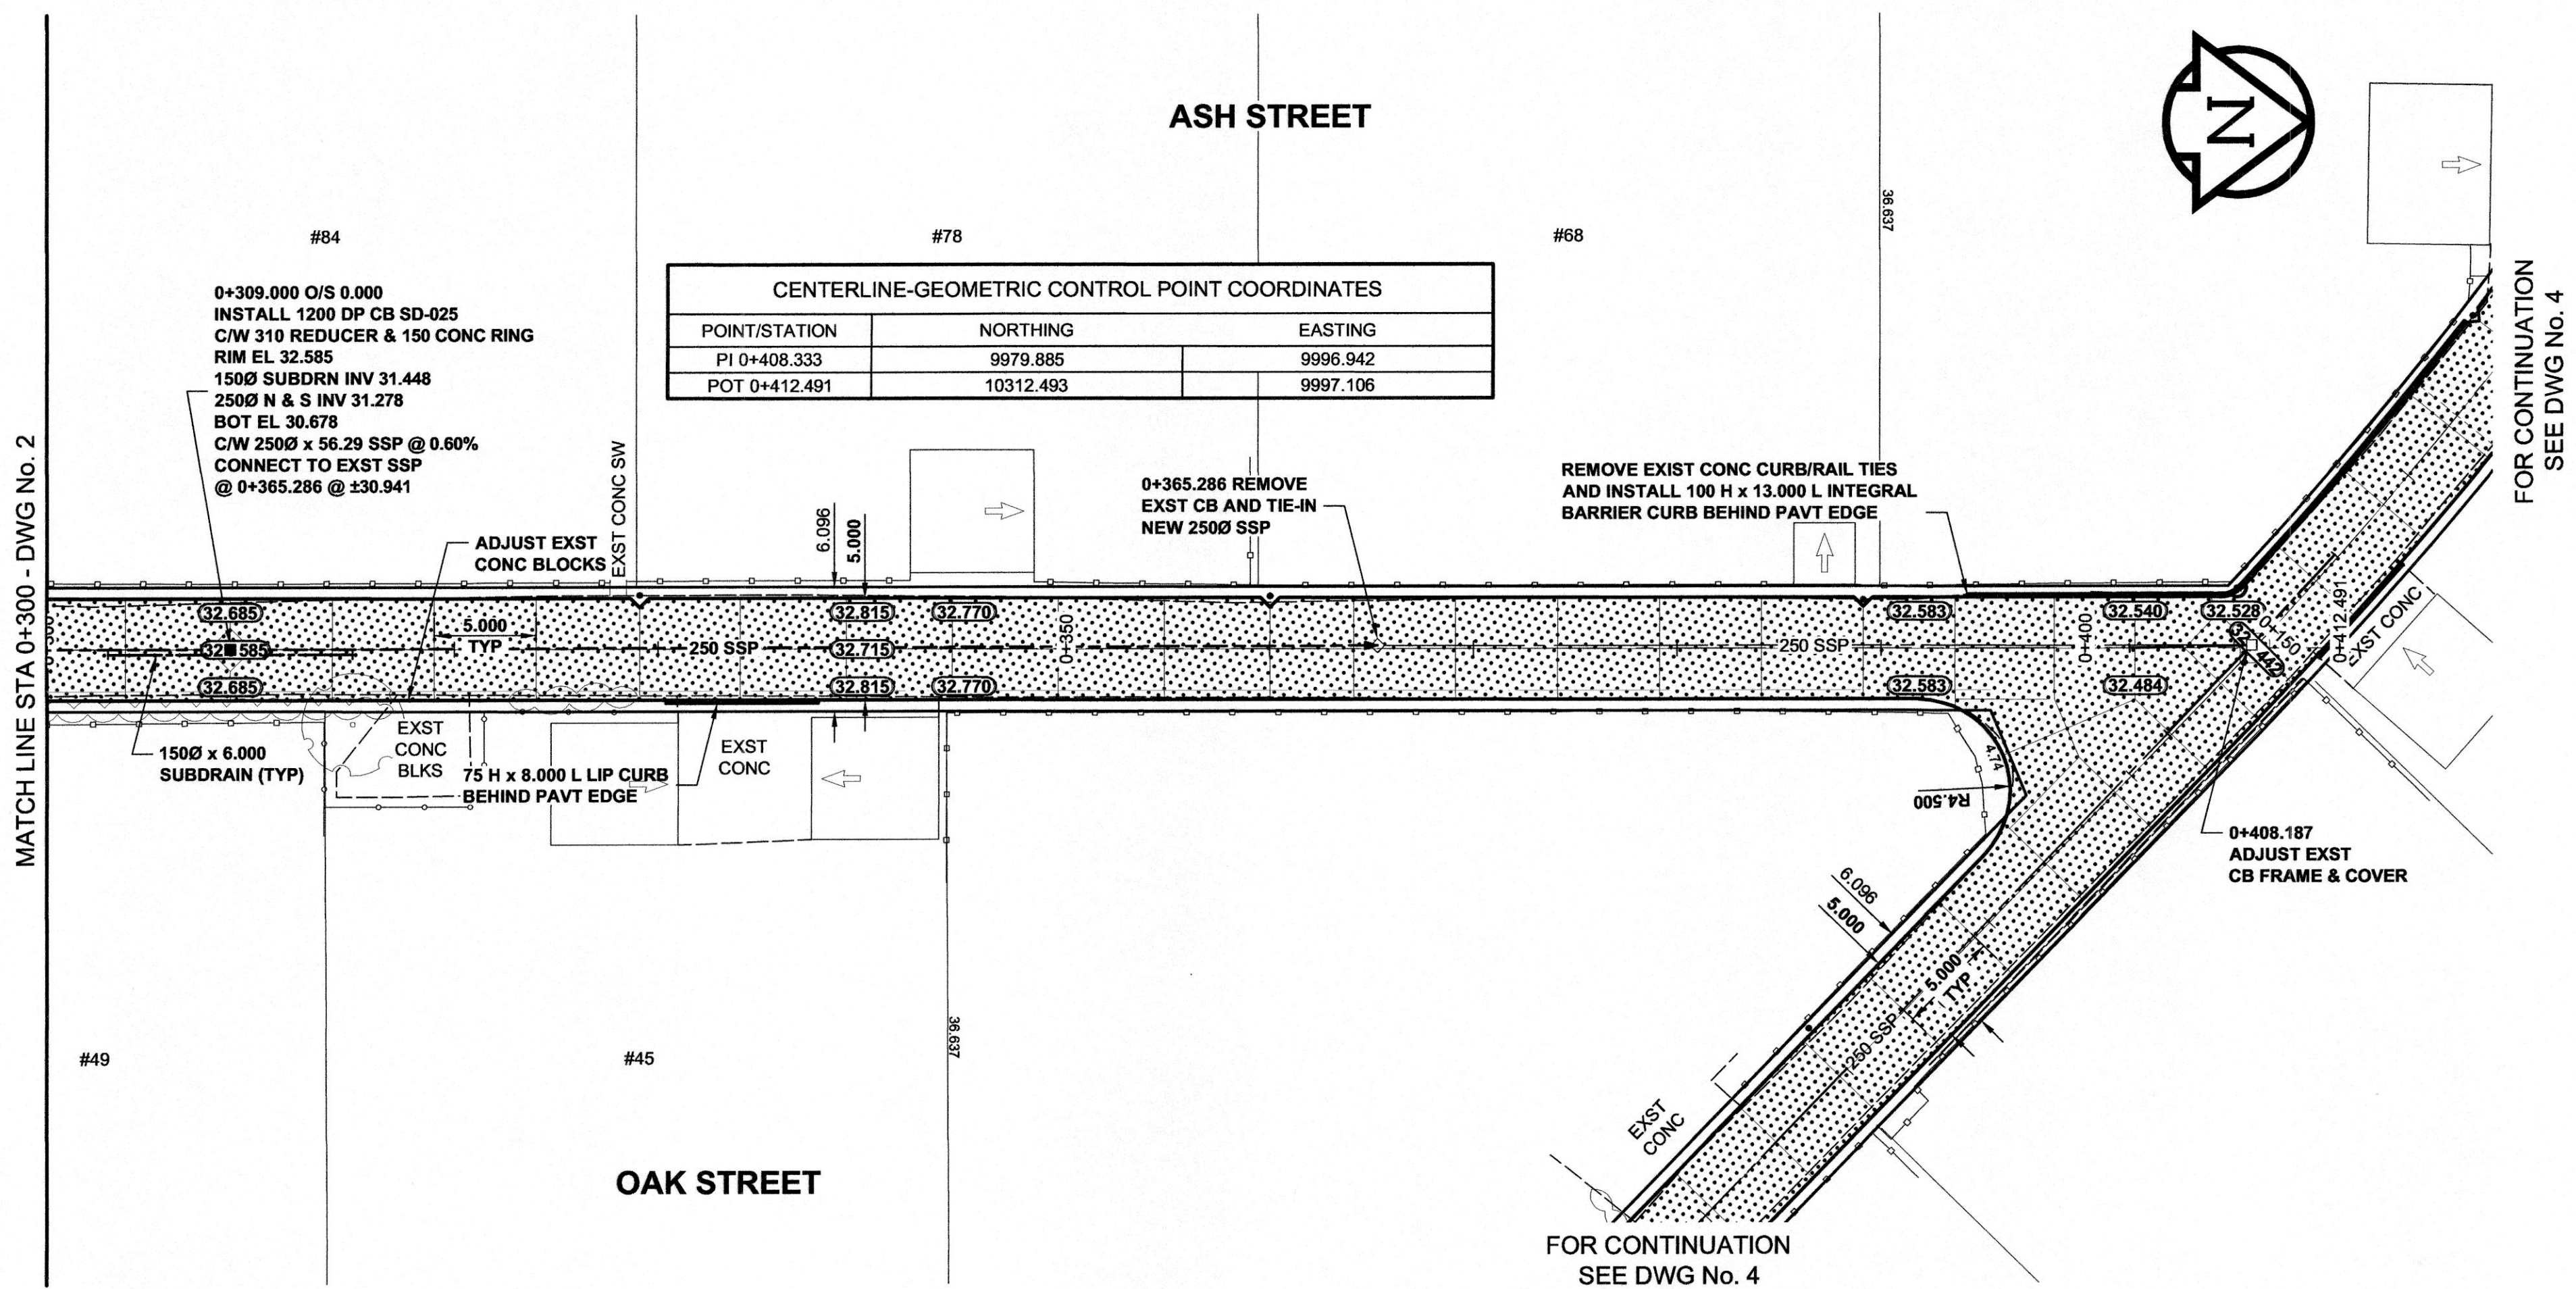 ASH STREET
N
#84
#78
#68
36.637
0+309.000 O/S 0.000
INSTALL 1200 DP CB SD-025
C/W 310 REDUCER & 150 CONC RING
RIM EL 32.585
150Ø SUBDRN INV 31.448
250Ø N & S INV 31.278
BOT EL 30.678
C/W 250Ø x 56.29 SSP @ 0.60%
CONNECT TO EXST SSP
@ 0+365.286 @ ±30.941
CENTERLINE-GEOMETRIC CONTROL POINT COORDINATES
POINT/STATION NORTHING EASTING
PI 0+408.333 9979.885 9996.942
POT 0+412.491 10312.493 9997.106
FOR CONTINUATION
SEE DWG No. 4
MATCH LINE STA 0+300 - DWG No. 2
ADJUST EXST
CONC BLOCKS
EXST CONC SW
6.096
5.000
0+365.286 REMOVE
EXST CB AND TIE-IN
NEW 250Ø SSP
REMOVE EXIST CONC CURB/RAIL TIES
AND INSTALL 100 H x 13.000 L INTEGRAL
BARRIER CURB BEHIND PAVT EDGE
32.685
32.815
32.770
32.583
32.540
32.528
5.000
TYP
32 585
250 SSP
32.715
0+350
250 SSP
0+400
32 442
0+150
0+412.491
EXST CONC
32.685
32.815
32.770
32.583
32.484
150Ø x 6.000
SUBDRAIN (TYP)
EXST
CONC
BLKS
75 H x 8.000 L LIP CURB
BEHIND PAVT EDGE
EXST
CONC
4.74
R4.500
0+408.187
ADJUST EXST
CB FRAME & COVER
6.096
5.000
5.000
TYP
250 SSP
EXST
CONC
#49
#45
36.637
OAK STREET
FOR CONTINUATION
SEE DWG No. 4